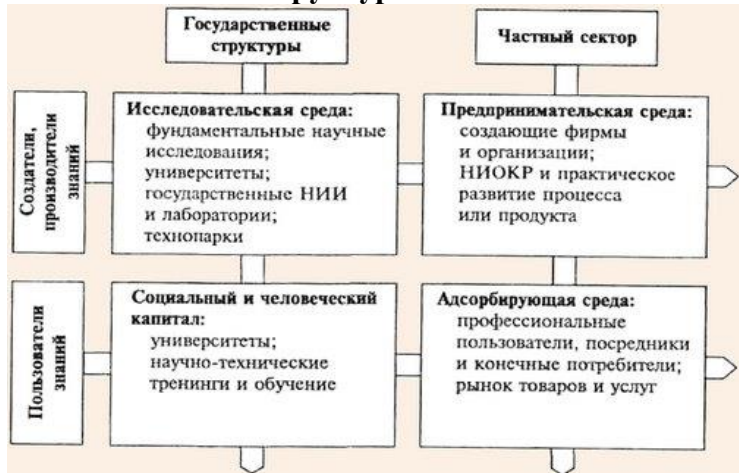 Государственные
структуры
Частный сектор
Создатели,
производители
знаний
Исследовательская среда:
фундаментальные научные
исследования;
университеты;
государственные НИИ
и лаборатории;
технопарки
Предпринимательская среда:
создающие фирмы
и организации;
НИОКР и практическое
развитие процесса
или продукта
Пользователи
знаний
Социальный и человеческий
капитал:
университеты;
научно-технические
тренинги и обучение
Адсорбирующая среда:
профессиональные
пользователи, посредники
и конечные потребители;
рынок товаров и услуг